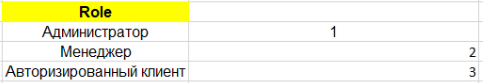 Role
Администратор 1
Менеджер 2
Авторизированный клиент 3